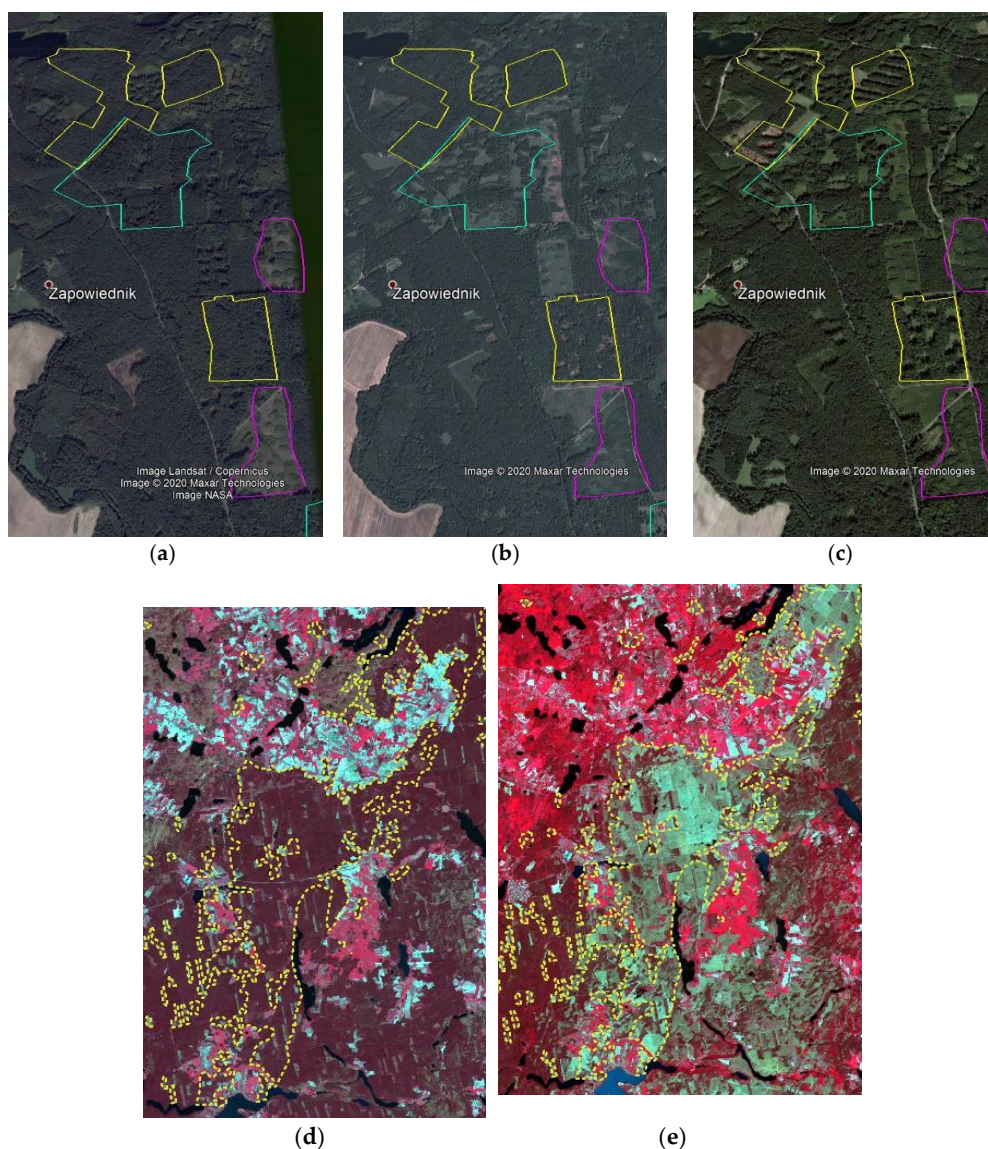 Zapowiednik
Image Landsat / Copernicus
Image © 2020 Maxar Technologies
Image NASA
Zapowiednik
Image © 2020 Maxar Technologies
Zapowiednik
Image © 2020 Maxar Technologies
(a)
(b)
(c)
(d)
(e)